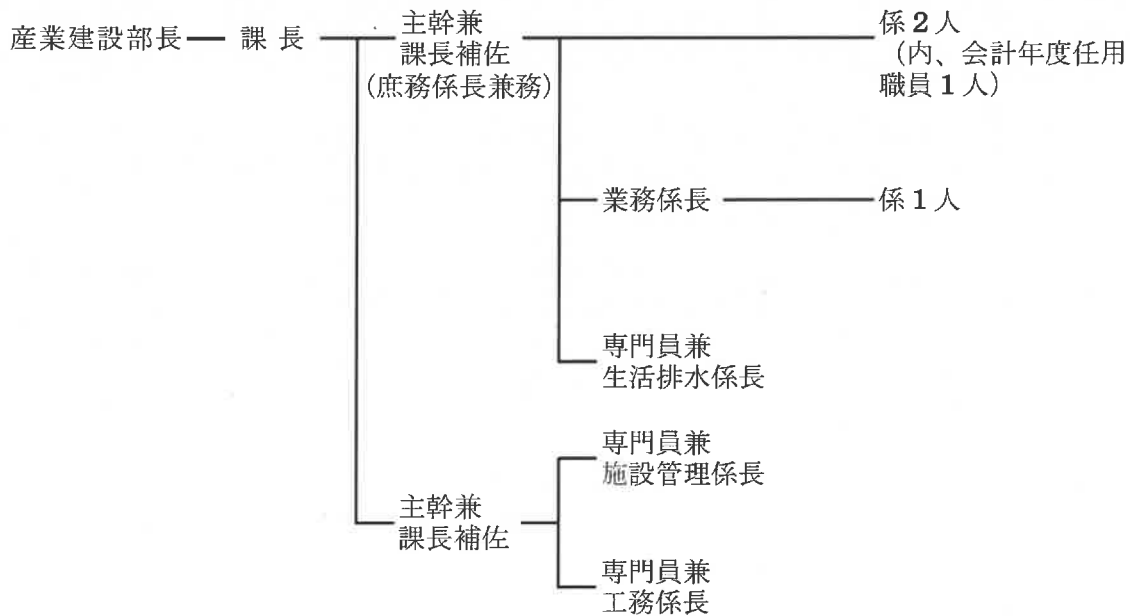 産業建設部長
課 長
主幹兼
課長補佐
(庶務係長兼務)
係2人
(内、会計年度任用
職員1人)
業務係長
係1人
専門員兼
生活排水係長
主幹兼
課長補佐
専門員兼
施設管理係長
専門員兼
工務係長